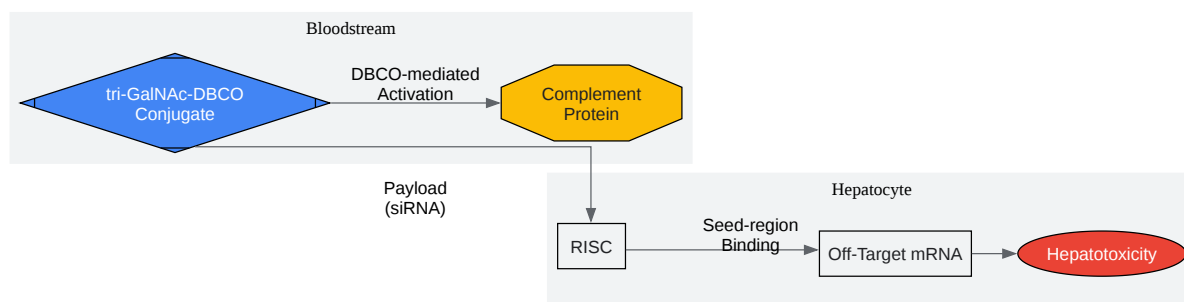 Bloodstream
tri-GalNAc-DBCO
Conjugate
DBCO-mediated
Activation
Complement
Protein
Payload
(siRNA)
Hepatocyte
RISC
Seed-region
Binding
Off-Target mRNA
Hepatotoxicity